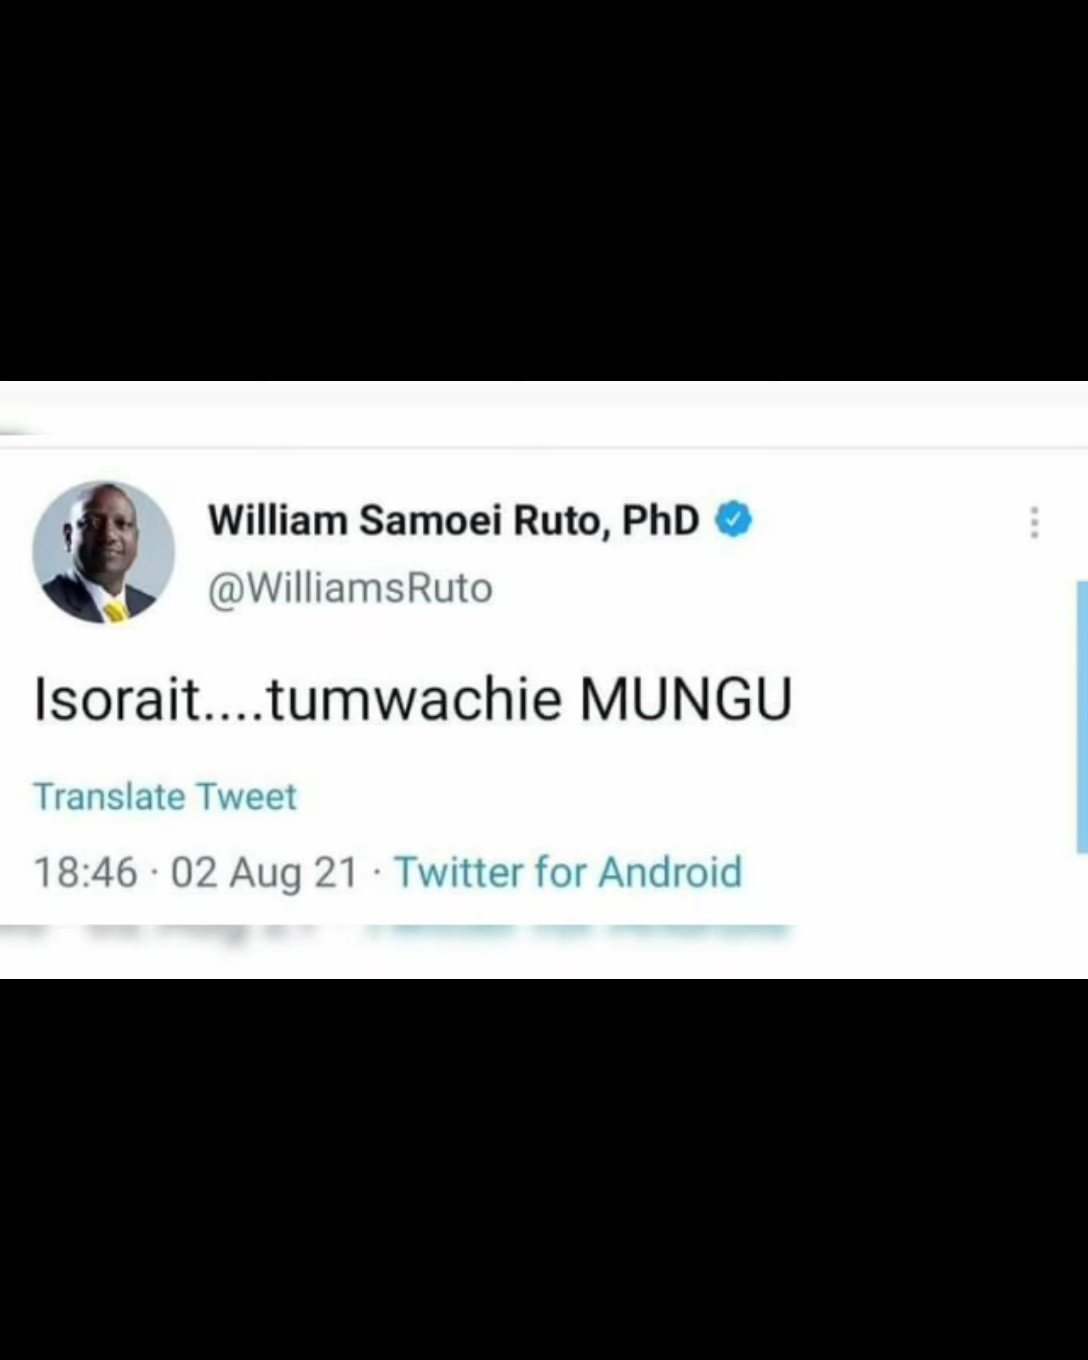 William Samoei Ruto, PhD
@WilliamsRuto
Isorait....tumwachie MUNGU
Translate Tweet
18:46 · 02 Aug 21 · Twitter for Android